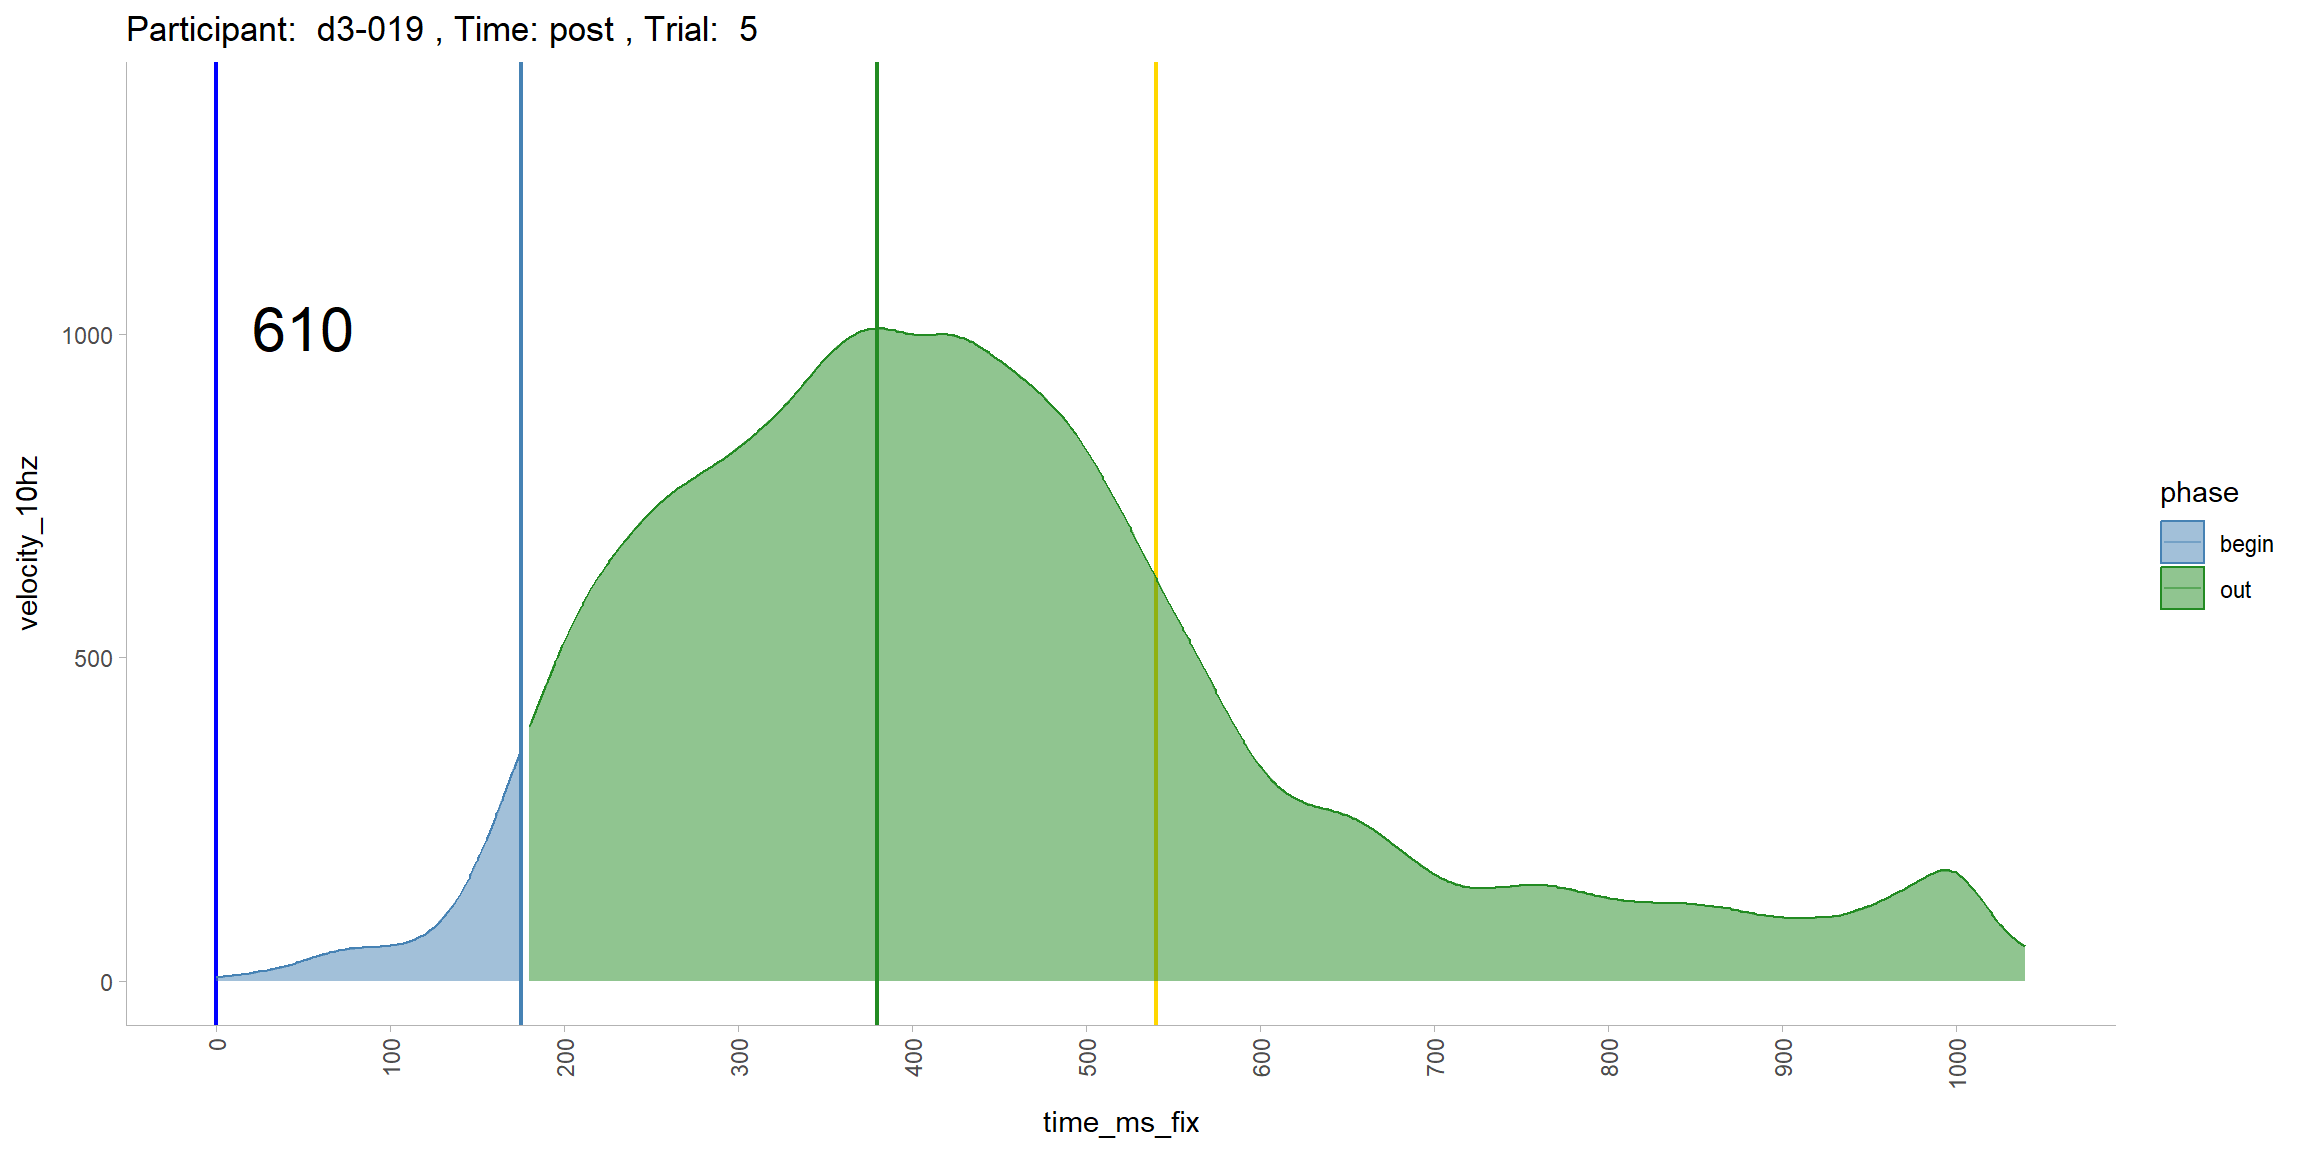 Participant:  d3-019 , Time: post , Trial:  5
610
1000
500
0
velocity_10hz
0 100 200 300 400 500 600 700 800 900 1000
time_ms_fix
phase
begin
out